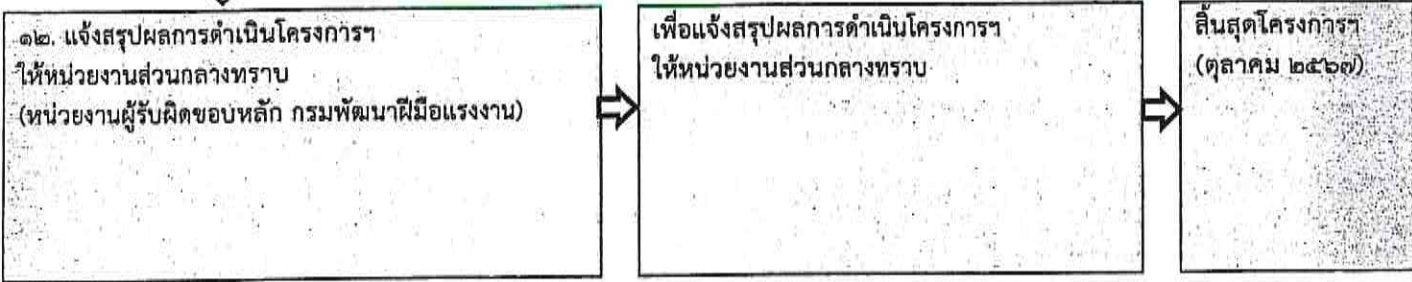 ๑๒. แจ้งสรุปผลการดำเนินโครงการฯ
ให้หน่วยงานส่วนกลางทราบ
(หน่วยงานผู้รับผิดชอบหลัก กรมพัฒนาฝีมือแรงงาน)
เพื่อแจ้งสรุปผลการดำเนินโครงการฯ
ให้หน่วยงานส่วนกลางทราบ
สิ้นสุดโครงการฯ
(ตุลาคม ๒๕๖๗)